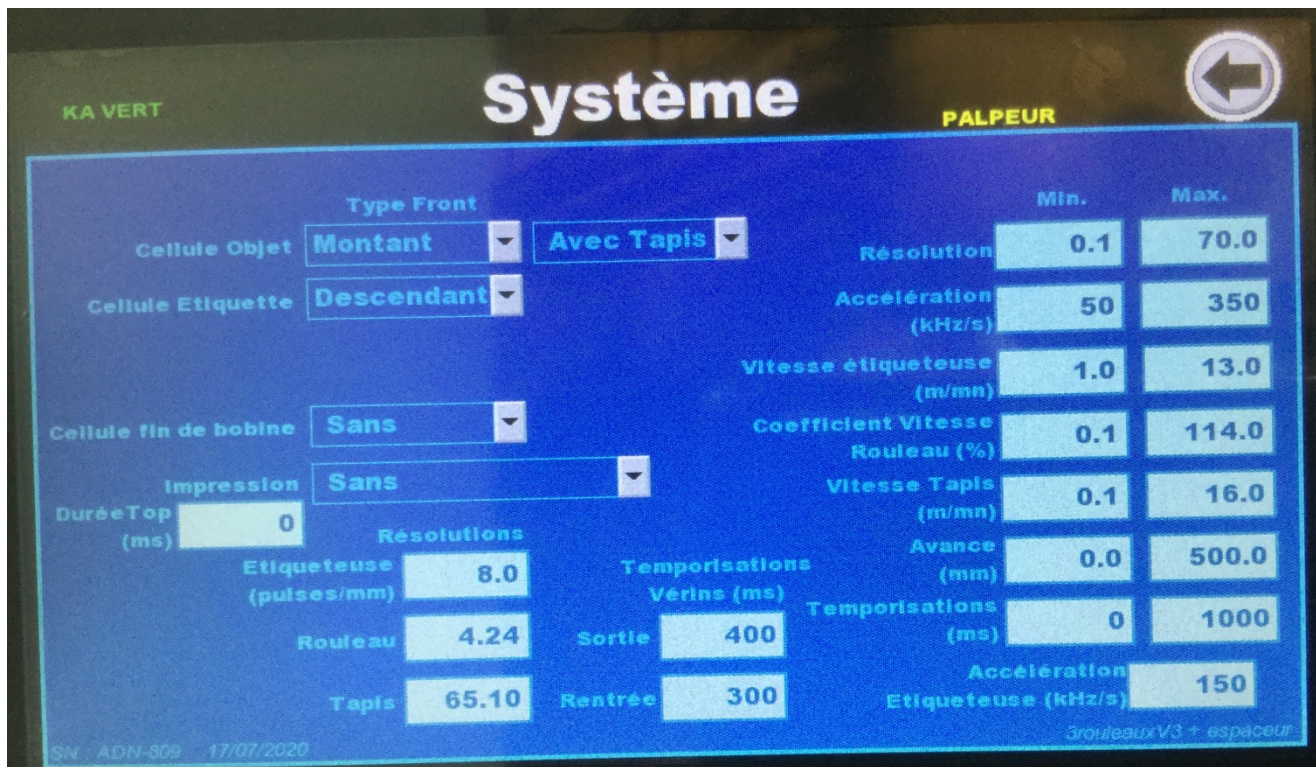 Système
KA VERT
PALPEUR
Type Front
Min. Max.
Cellule Objet Montant Avec Tapis
Résolution 0.1 70.0
Cellule Etiquette Descendant
Accélération
(kHz/s) 50 350
Vitesse étiqueteuse
(m/mn) 1.0 13.0
Cellule fin de bobine Sans
Coefficient Vitesse
Rouleau (%) 0.1 114.0
Impression Sans
Vitesse Tapis
(m/mn) 0.1 16.0
DuréeTop
(ms) 0
Résolutions
Avance
(mm) 0.0 500.0
Etiqueteuse
(pulses/mm) 8.0
Temporisations
Vérins (ms)
Temporisations
(ms) 0 1000
Rouleau 4.24
Sortie 400
Accélération
Etiqueteuse (kHz/s) 150
Tapis 65.10
Rentrée 300
SN : ADN-809 17/07/2020
3rouleauxV3 + espaceur